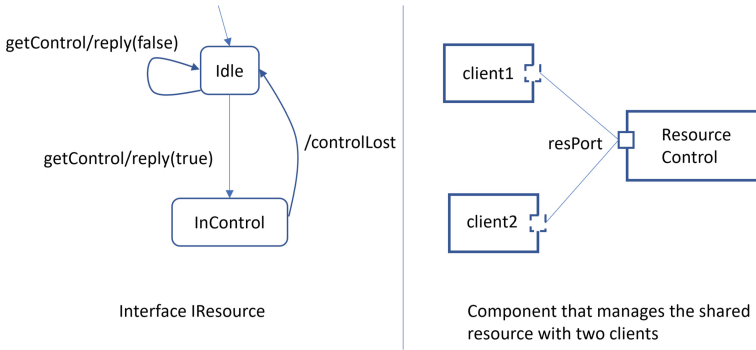 getControl/reply(false)
Idle
getControl/reply(true)
/controlLost
InControl
Interface IResource
client1
resPort
Resource
Control
client2
Component that manages the shared
resource with two clients